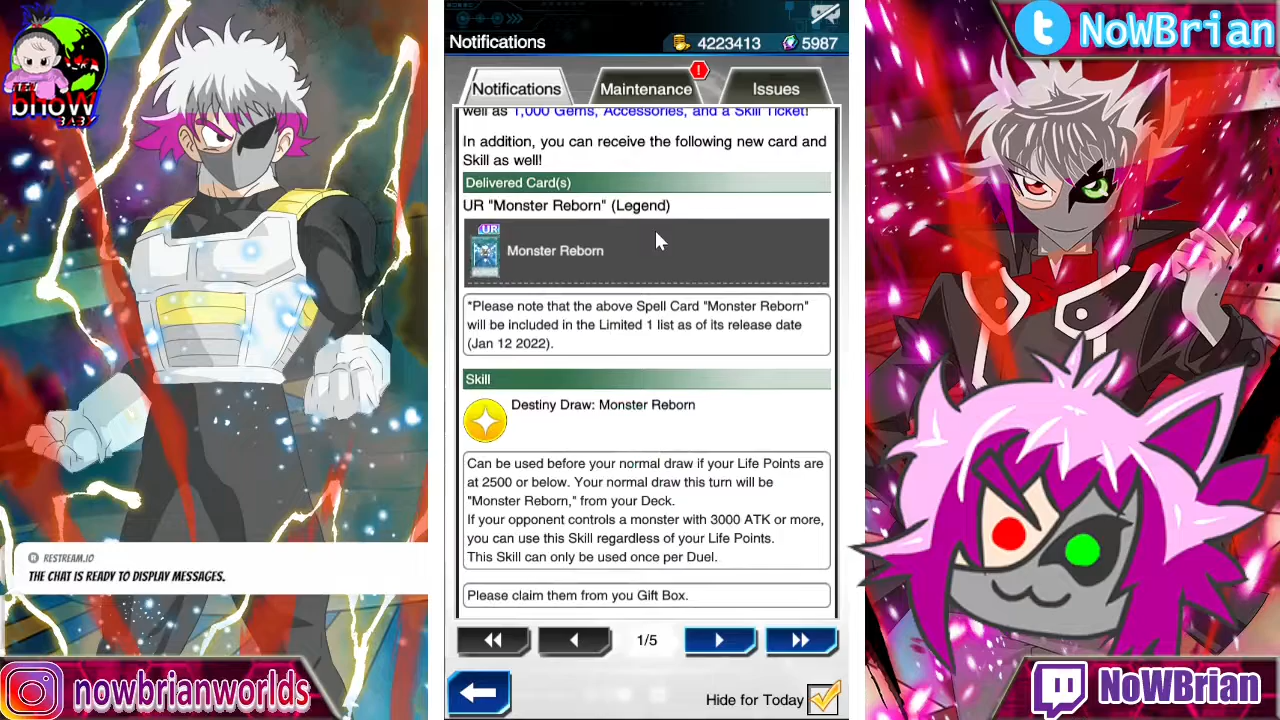 bhoW
BABY
Notifications
4223413
5987
Notifications
Maintenance
!
Issues
well as 1,000 Gems, Accessories, and a Skill Ticket!
In addition, you can receive the following new card and
Skill as well!
Delivered Card(s)
UR "Monster Reborn" (Legend)
UR
Monster Reborn
*Please note that the above Spell Card "Monster Reborn"
will be included in the Limited 1 list as of its release date
(Jan 12 2022).
Skill
Destiny Draw: Monster Reborn
Can be used before your normal draw if your Life Points are
at 2500 or below. Your normal draw this turn will be
"Monster Reborn," from your Deck.
If your opponent controls a monster with 3000 ATK or more,
you can use this Skill regardless of your Life Points.
This Skill can only be used once per Duel.
Please claim them from you Gift Box.
1/5
Hide for Today
RESTREAM.IO
THE CHAT IS READY TO DISPLAY MESSAGES.
nowbrianworlds
NoWBrian
NoWBrian